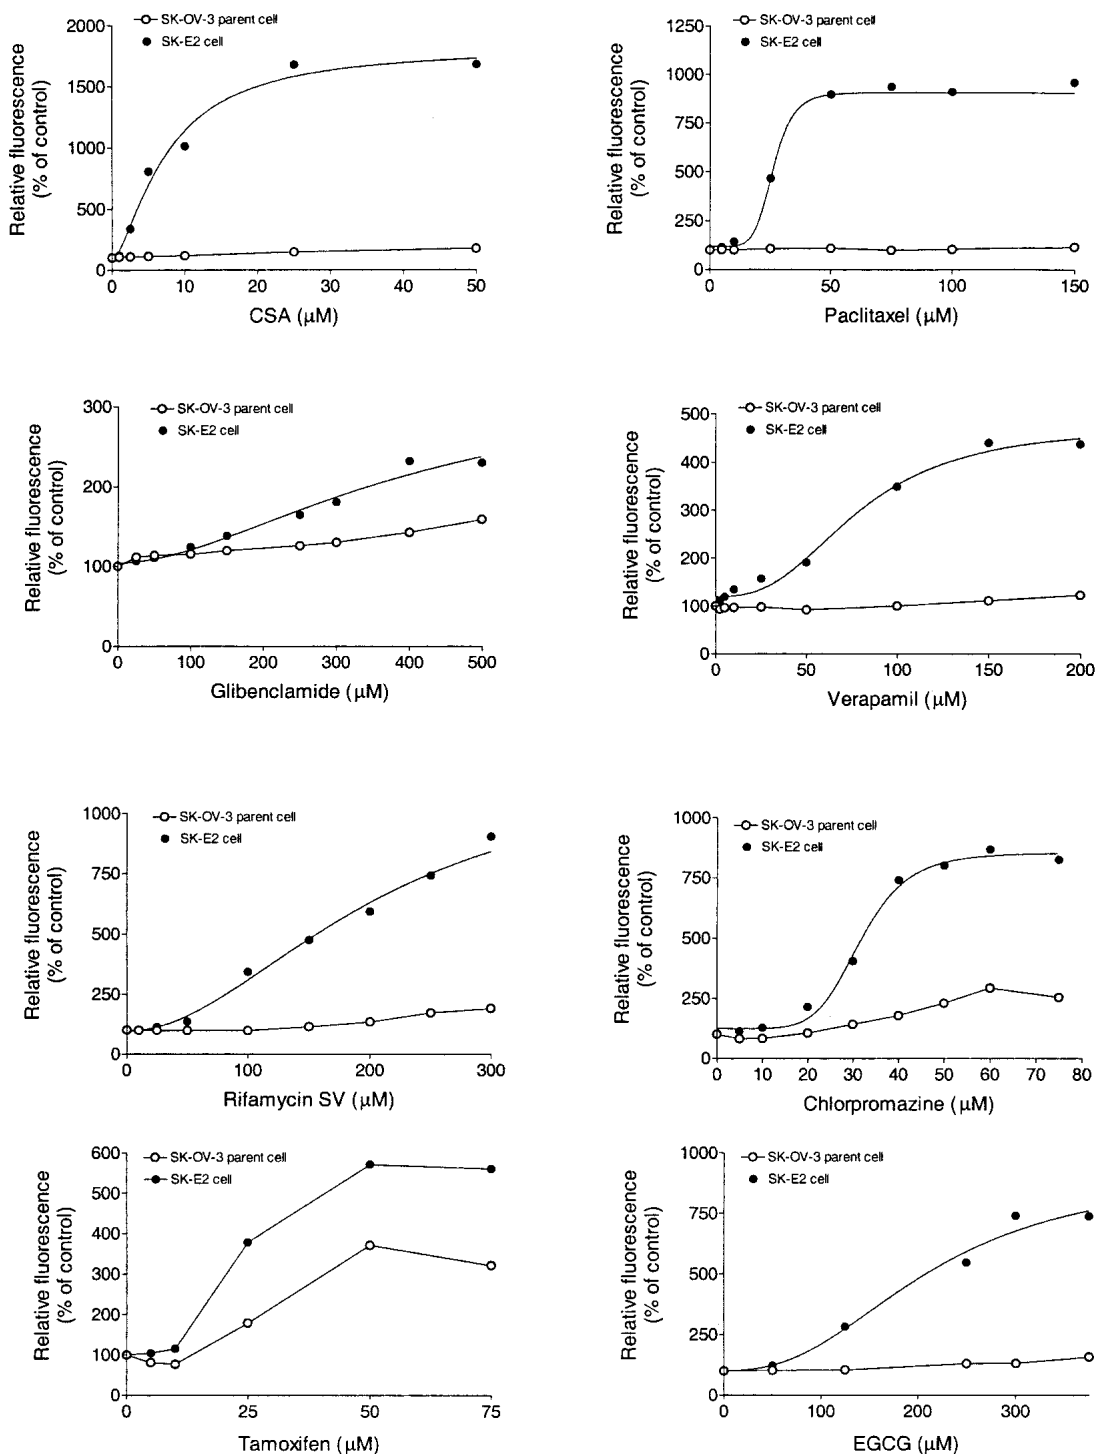 SK-OV-3 parent cell
SK-E2 cell
Relative fluorescence
(% of control)
2000
1500
1000
500
0
0 10 20 30 40 50
CSA (μM)
SK-OV-3 parent cell
SK-E2 cell
Relative fluorescence
(% of control)
1250
1000
750
500
250
0
0 50 100 150
Paclitaxel (μM)
SK-OV-3 parent cell
SK-E2 cell
Relative fluorescence
(% of control)
300
200
100
0
0 100 200 300 400 500
Glibenclamide (μM)
SK-OV-3 parent cell
SK-E2 cell
Relative fluorescence
(% of control)
500
400
300
200
100
0
0 50 100 150 200
Verapamil (μM)
SK-OV-3 parent cell
SK-E2 cell
Relative fluorescence
(% of control)
1000
750
500
250
0
0 100 200 300
Rifamycin SV (μM)
SK-OV-3 parent cell
SK-E2 cell
Relative fluorescence
(% of control)
1000
750
500
250
0
0 10 20 30 40 50 60 70 80
Chlorpromazine (μM)
SK-OV-3 parent cell
SK-E2 cell
Relative fluorescence
(% of control)
600
500
400
300
200
100
0
0 25 50 75
Tamoxifen (μM)
SK-OV-3 parent cell
SK-E2 cell
Relative fluorescence
(% of control)
1000
750
500
250
0
0 100 200 300
EGCG (μM)